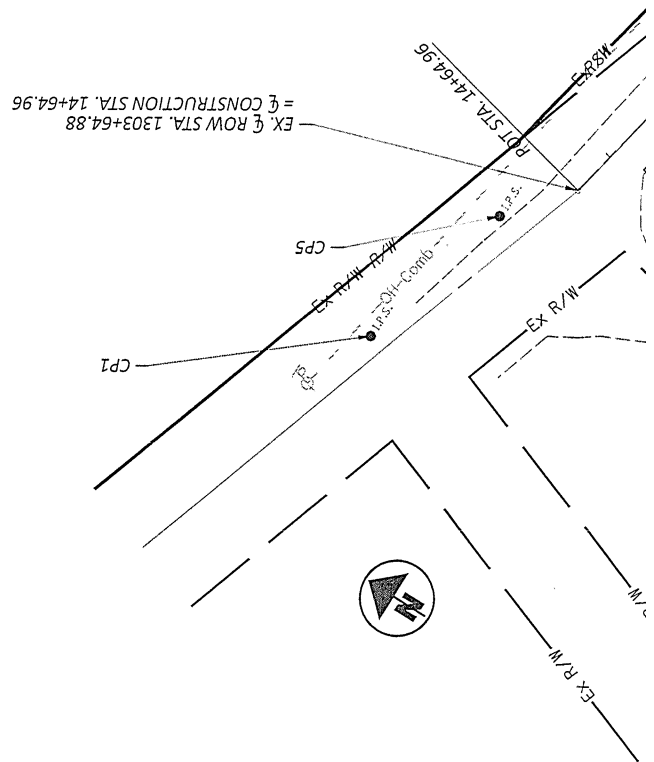 POT STA. 14+64.96
EX. ℄ ROW STA. 1303+64.88
= ℄ CONSTRUCTION STA. 14+64.96
Ex R/W
I.P.S.
CP5
Ex R/W R/W
Off-Comb
Ex R/W
I.P.S.
CP1
N
R/W
Ex R/W